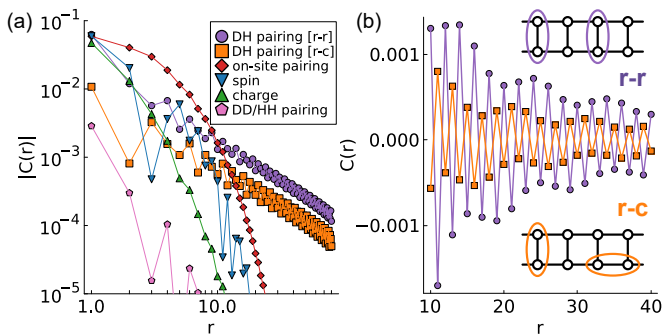 (a)
DH pairing [r-r]
DH pairing [r-c]
on-site pairing
spin
charge
DD/HH pairing
|C(r)|
10⁻¹
10⁻²
10⁻³
10⁻⁴
10⁻⁵
1.0
10.0
r
(b)
r-r
r-c
C(r)
0.001
0.000
−0.001
10
20
30
40
r